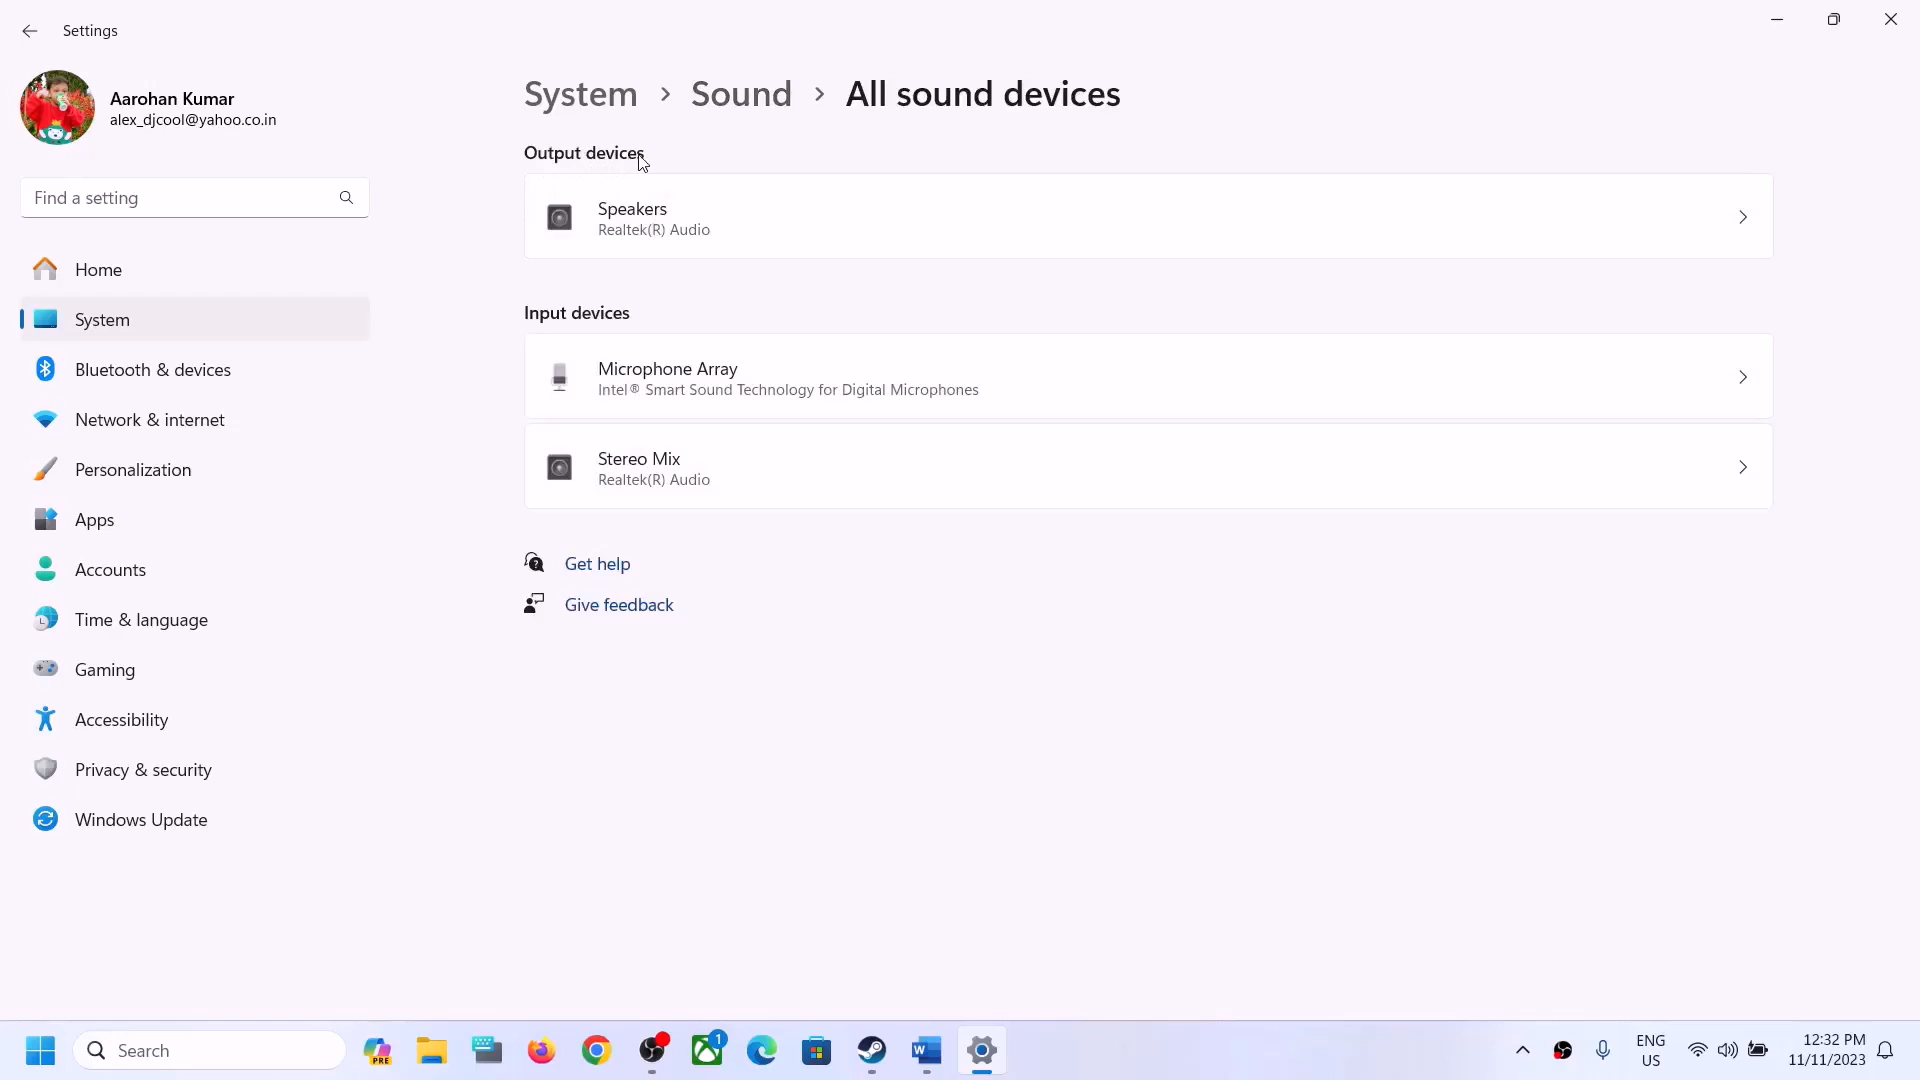 Settings
Aarohan Kumar
alex_djcool@yahoo.co.in
Find a setting
Home
System
Bluetooth & devices
Network & internet
Personalization
Apps
Accounts
Time & language
Gaming
Accessibility
Privacy & security
Windows Update
System > Sound > All sound devices
Output devices
Speakers
Realtek(R) Audio
Input devices
Microphone Array
Intel® Smart Sound Technology for Digital Microphones
Stereo Mix
Realtek(R) Audio
Get help
Give feedback
Search
PRE
1
ENG
US
12:32 PM
11/11/2023